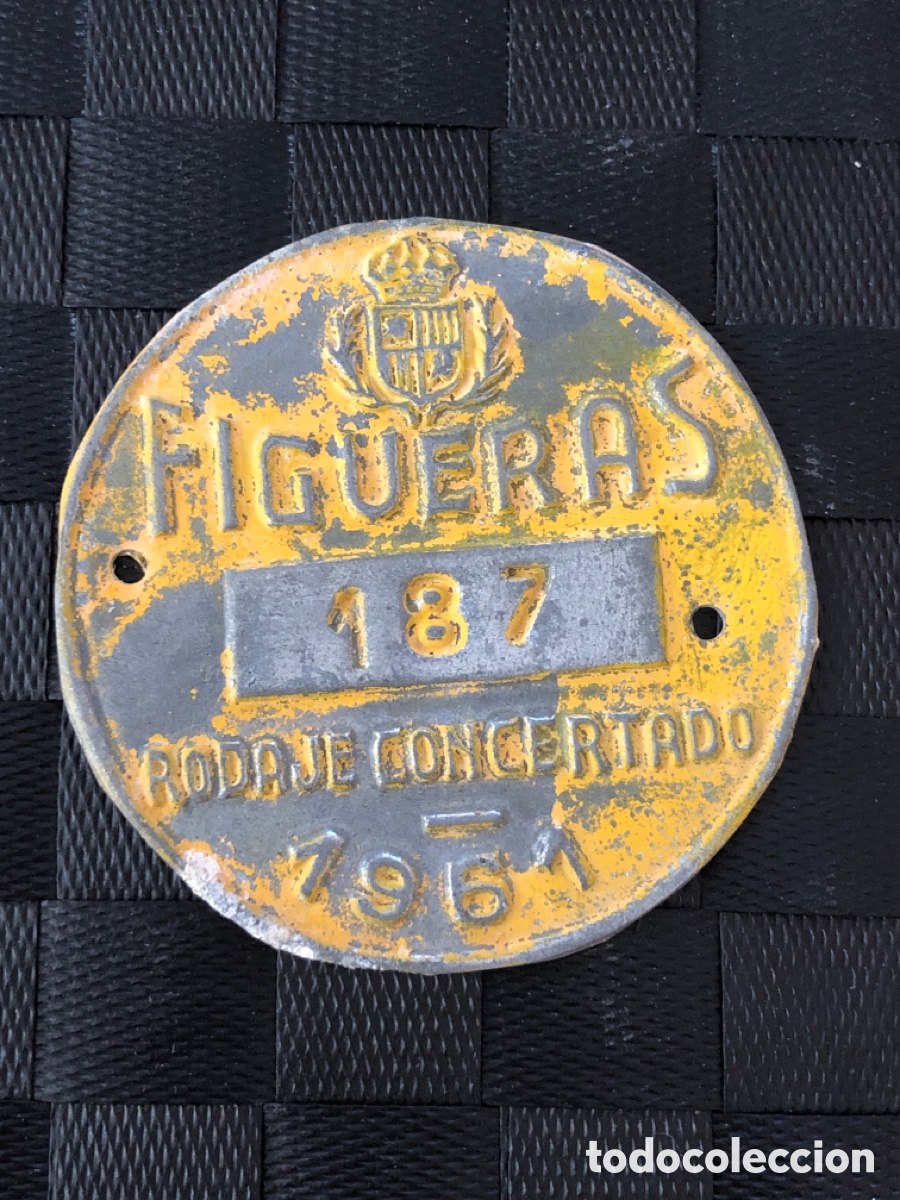 FIGUERAS
187
RODAJE CONCERTADO
1961
todocoleccion